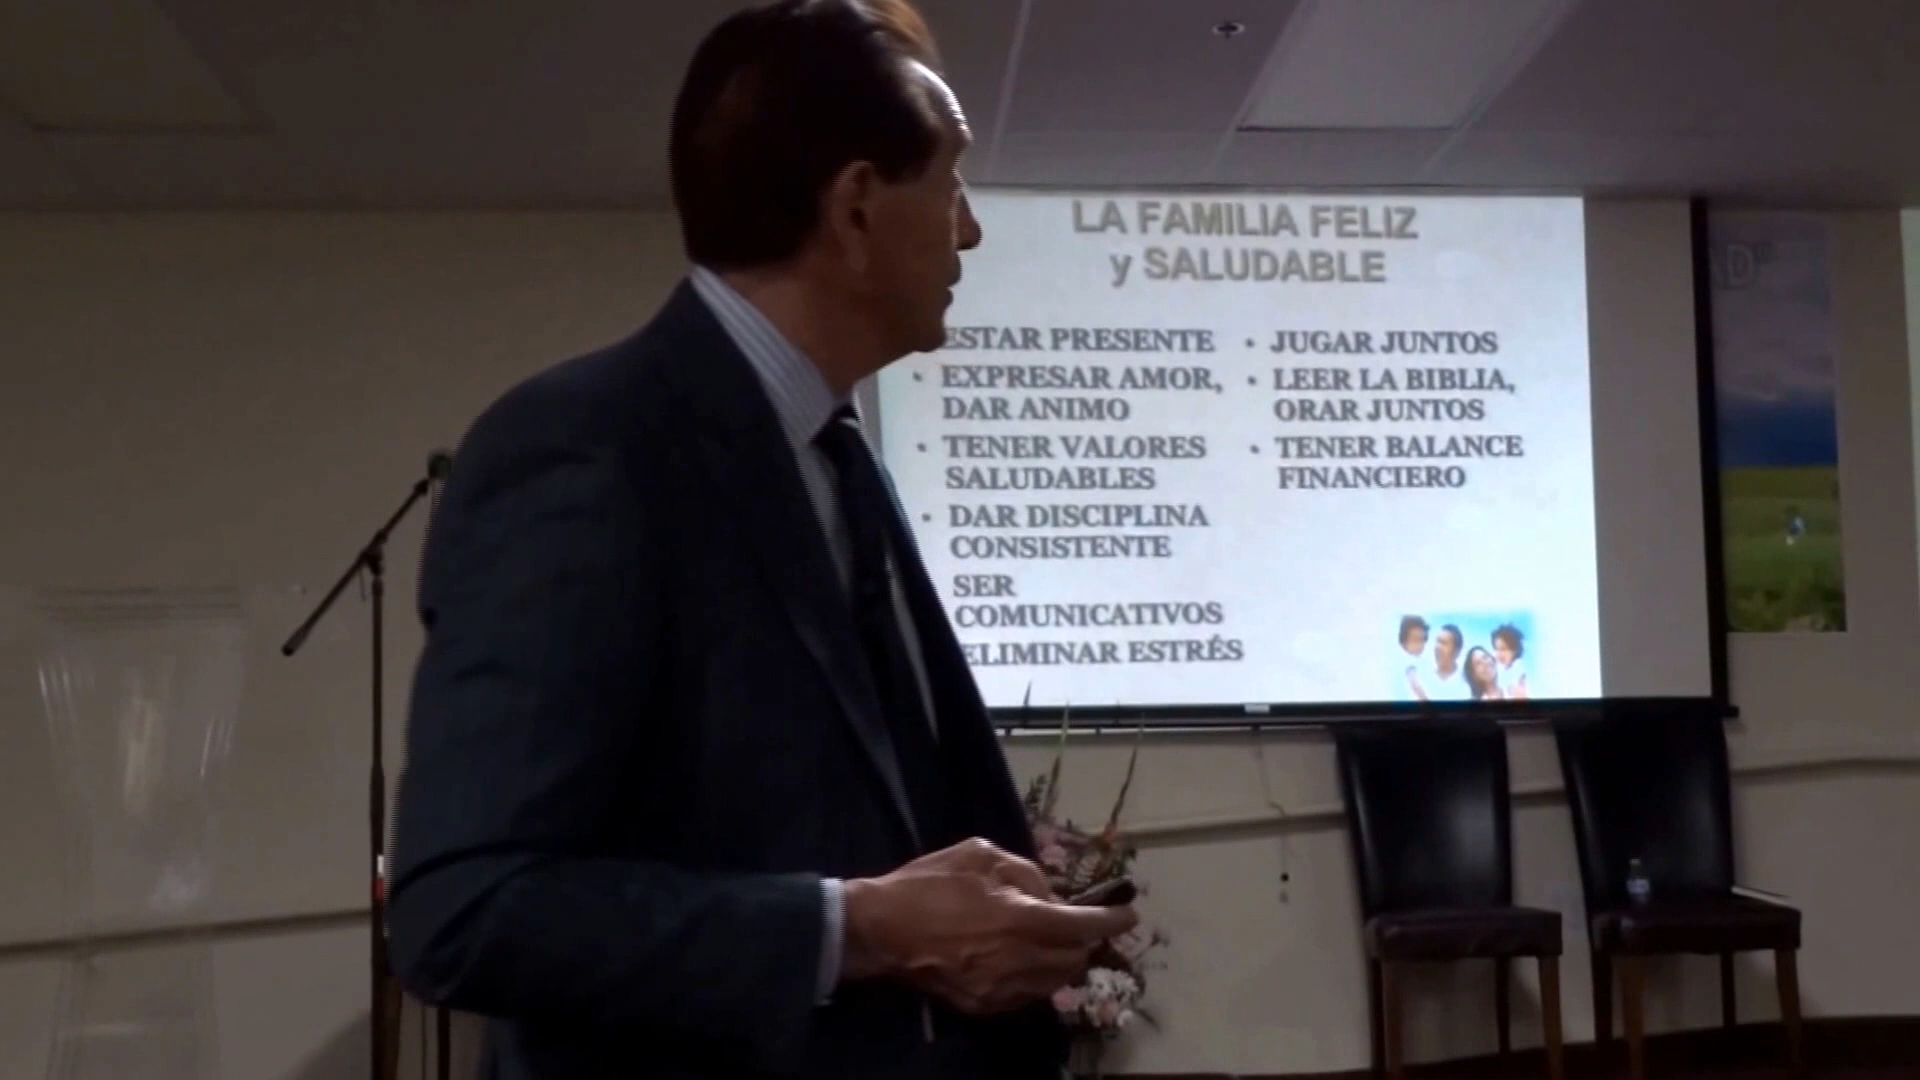 LA FAMILIA FELIZ
y SALUDABLE
ESTAR PRESENTE
• EXPRESAR AMOR,
DAR ANIMO
• TENER VALORES
SALUDABLES
• DAR DISCIPLINA
CONSISTENTE
SER
COMUNICATIVOS
ELIMINAR ESTRÉS
• JUGAR JUNTOS
• LEER LA BIBLIA,
ORAR JUNTOS
• TENER BALANCE
FINANCIERO